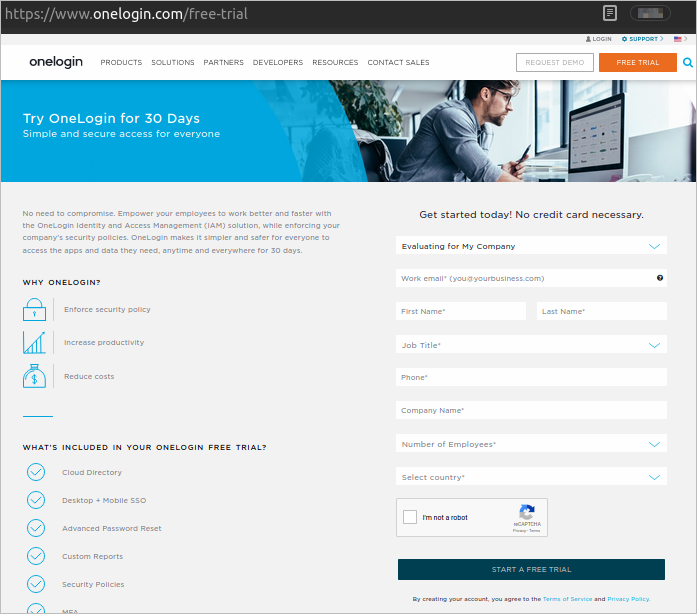 https://www.onelogin.com/free-trial
LOGIN SUPPORT
onelogin PRODUCTS SOLUTIONS PARTNERS DEVELOPERS RESOURCES CONTACT SALES REQUEST DEMO FREE TRIAL
Try OneLogin for 30 Days
Simple and secure access for everyone
No need to compromise. Empower your employees to work better and faster with
the OneLogin Identity and Access Management (IAM) solution, while enforcing your
company's security policies. OneLogin makes it simpler and safer for everyone to
access the apps and data they need, anytime and everywhere for 30 days.
WHY ONELOGIN?
Enforce security policy
Increase productivity
Reduce costs
WHAT'S INCLUDED IN YOUR ONELOGIN FREE TRIAL?
Cloud Directory
Desktop + Mobile SSO
Advanced Password Reset
Custom Reports
Security Policies
MFA
Get started today! No credit card necessary.
Evaluating for My Company
Work email* (you@yourbusiness.com)
First Name* Last Name*
Job Title*
Phone*
Company Name*
Number of Employees*
Select country*
I'm not a robot
reCAPTCHA
Privacy - Terms
START A FREE TRIAL
By creating your account, you agree to the Terms of Service and Privacy Policy.